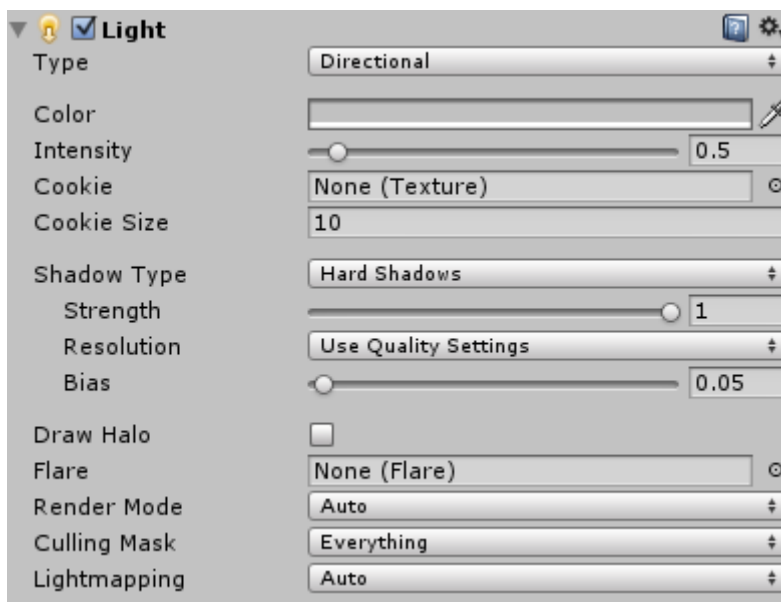 Light
Type Directional
Color
Intensity 0.5
Cookie None (Texture)
Cookie Size 10
Shadow Type Hard Shadows
Strength 1
Resolution Use Quality Settings
Bias 0.05
Draw Halo
Flare None (Flare)
Render Mode Auto
Culling Mask Everything
Lightmapping Auto